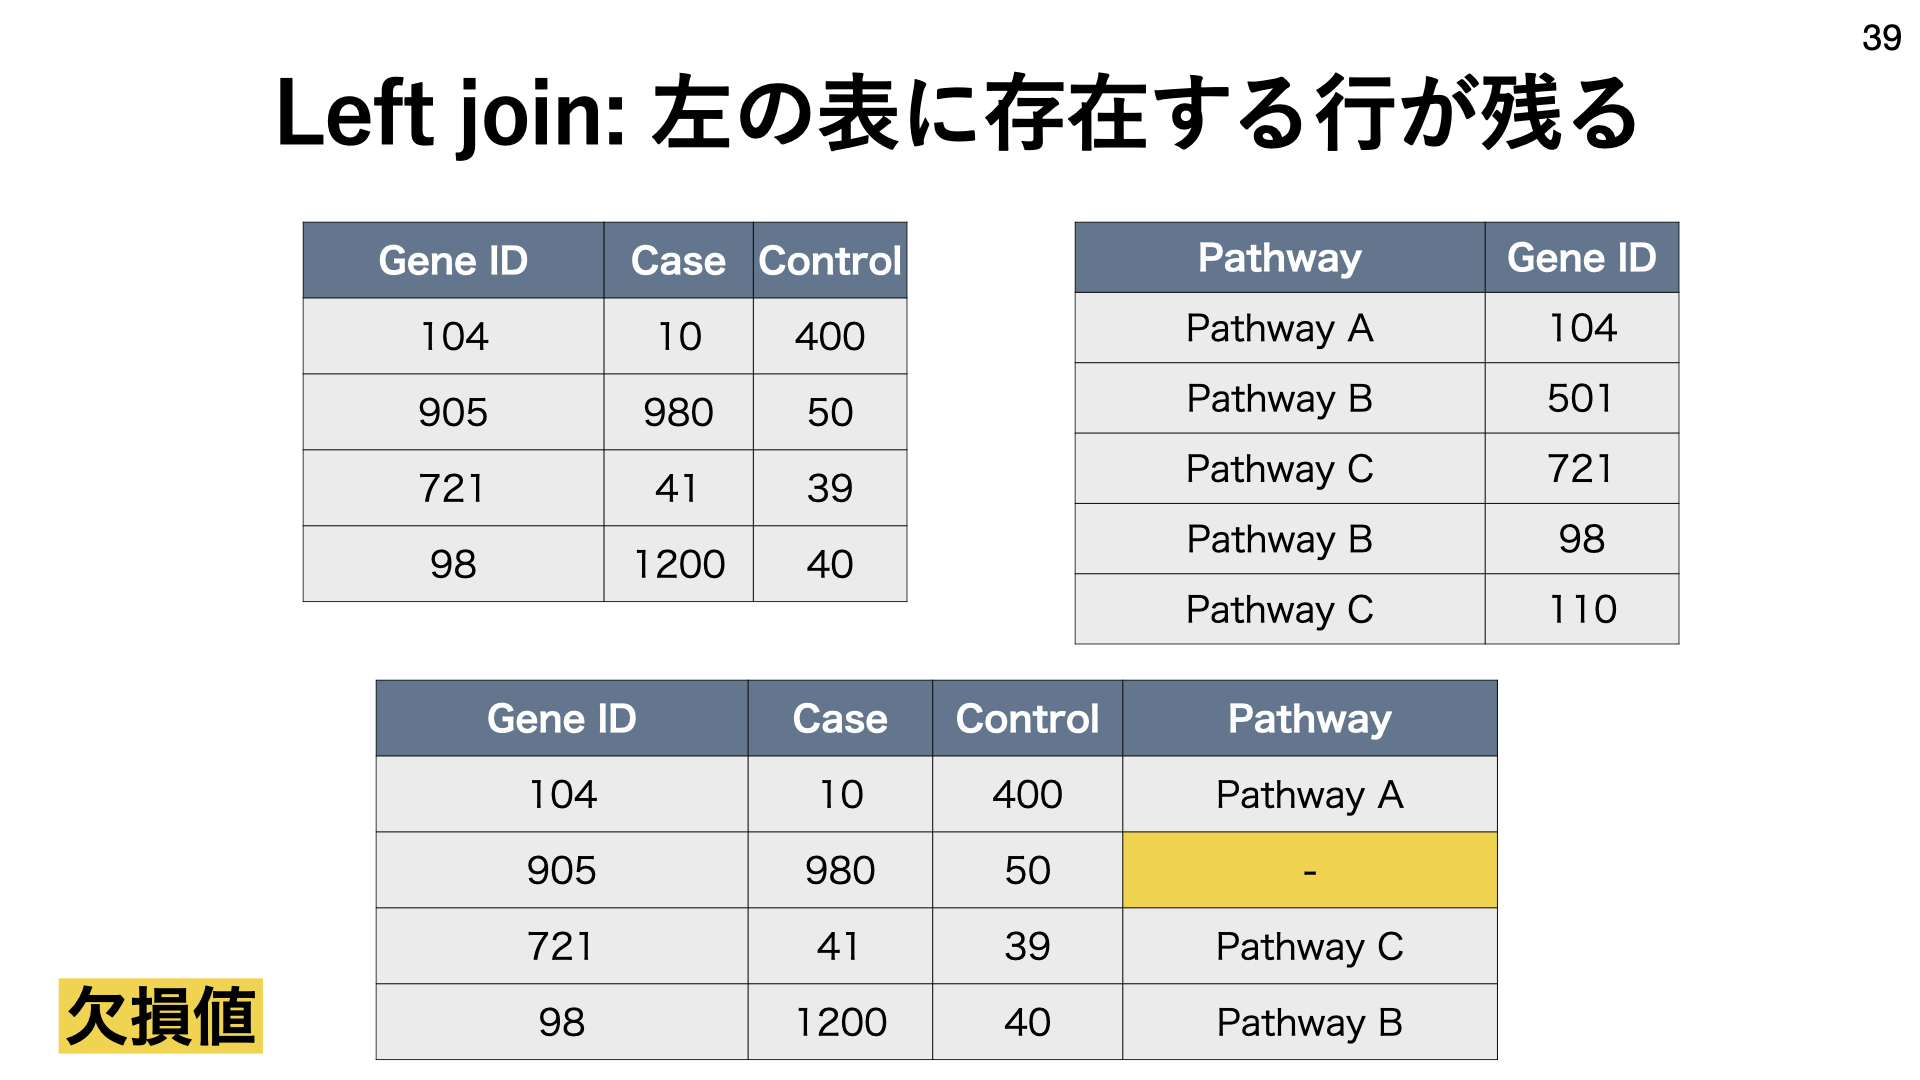 39
Left join: 左の表に存在する行が残る
Gene ID Case Control
104 10 400
905 980 50
721 41 39
98 1200 40
Pathway Gene ID
Pathway A 104
Pathway B 501
Pathway C 721
Pathway B 98
Pathway C 110
Gene ID Case Control Pathway
104 10 400 Pathway A
905 980 50 -
721 41 39 Pathway C
98 1200 40 Pathway B
欠損値